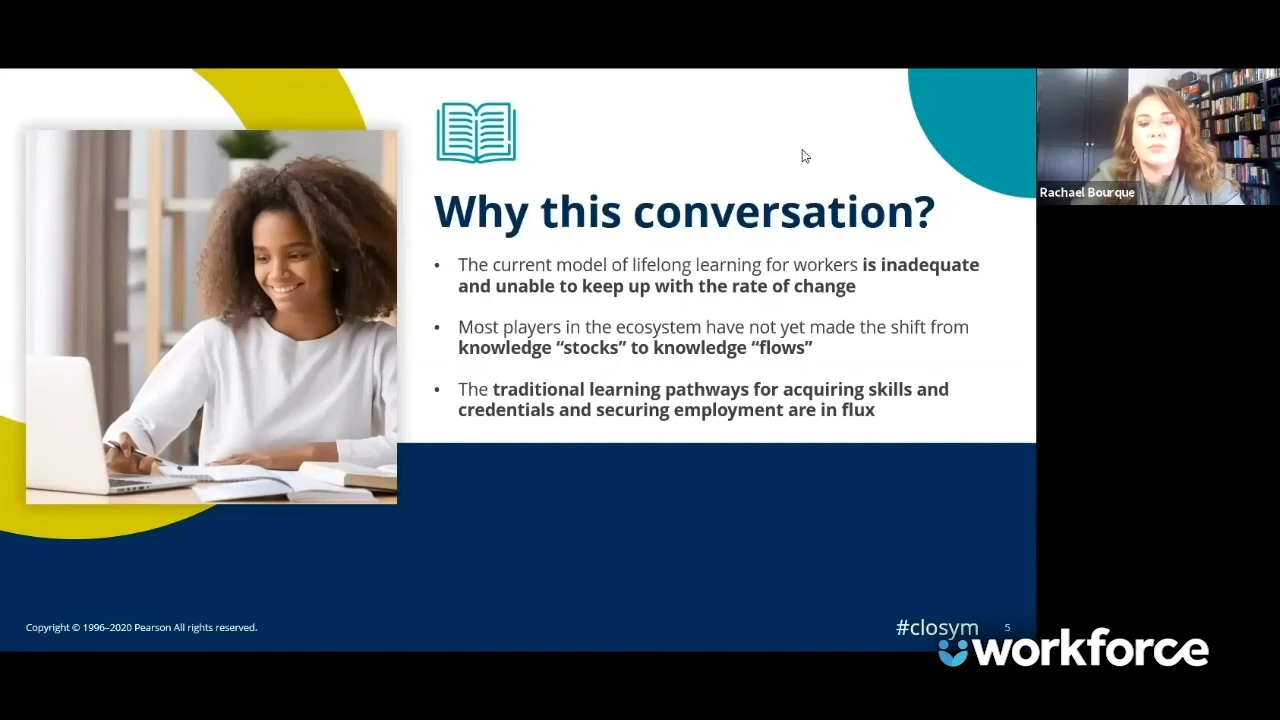 Why this conversation?
• The current model of lifelong learning for workers is inadequate
and unable to keep up with the rate of change
• Most players in the ecosystem have not yet made the shift from
knowledge “stocks” to knowledge “flows”
• The traditional learning pathways for acquiring skills and
credentials and securing employment are in flux
Rachael Bourque
Copyright © 1996–2020 Pearson All rights reserved.
#closym 5
workforce